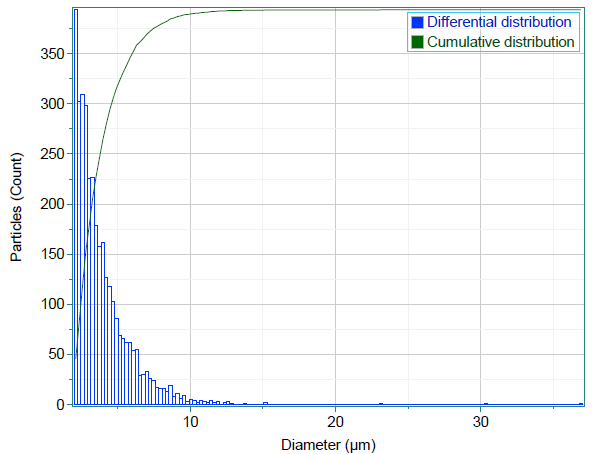 Differential distribution
Cumulative distribution
350
300
250
200
150
100
50
0
10
20
30
Particles (Count)
Diameter (µm)